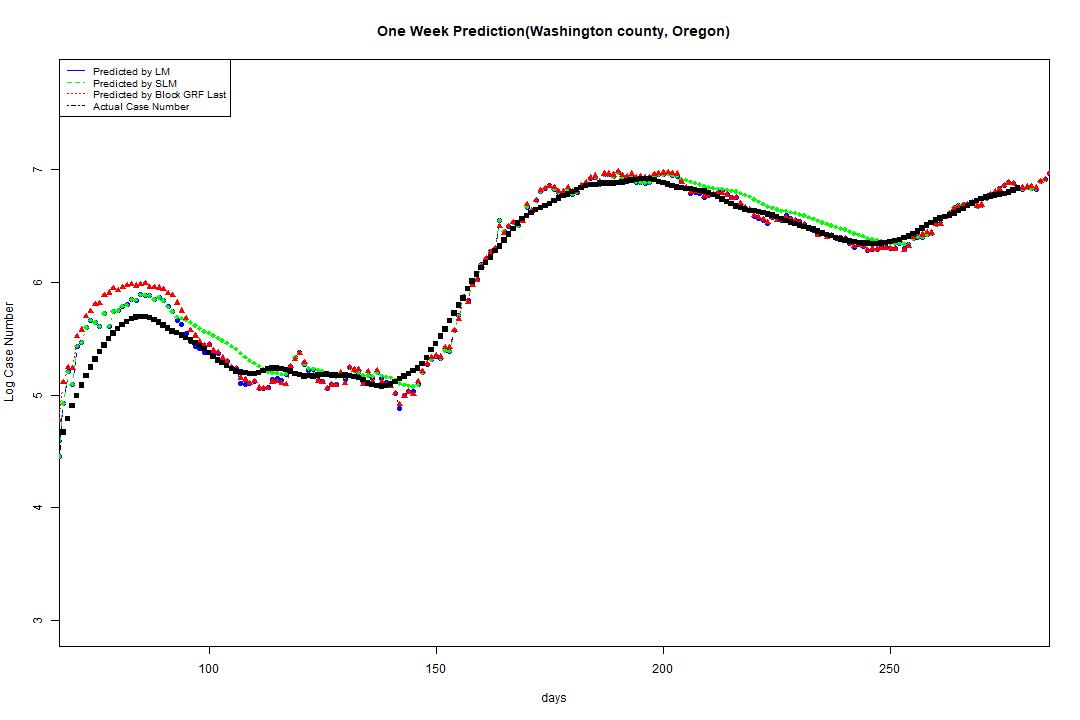 One Week Prediction(Washington county, Oregon)
Predicted by LM
Predicted by SLM
Predicted by Block GRF Last
Actual Case Number
7
6
5
4
3
Log Case Number
100 150 200 250
days